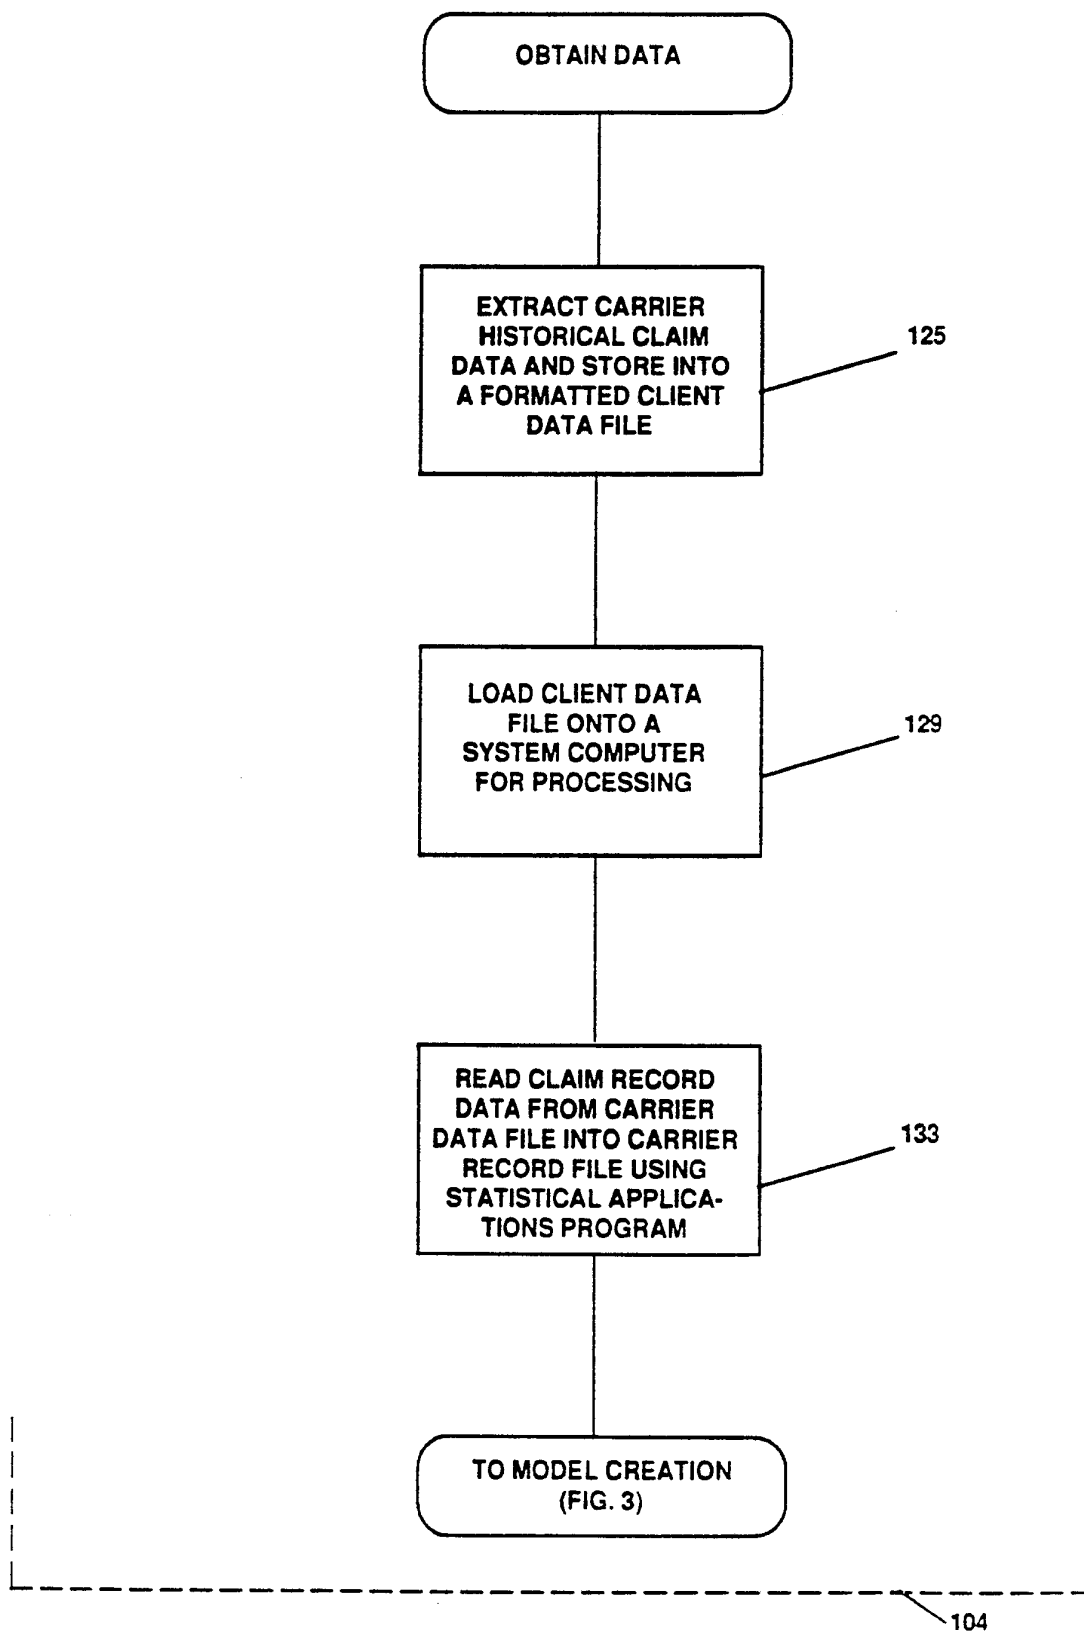 OBTAIN DATA
EXTRACT CARRIER
HISTORICAL CLAIM
DATA AND STORE INTO
A FORMATTED CLIENT
DATA FILE
125
LOAD CLIENT DATA
FILE ONTO A
SYSTEM COMPUTER
FOR PROCESSING
129
READ CLAIM RECORD
DATA FROM CARRIER
DATA FILE INTO CARRIER
RECORD FILE USING
STATISTICAL APPLICA-
TIONS PROGRAM
133
TO MODEL CREATION
(FIG. 3)
104